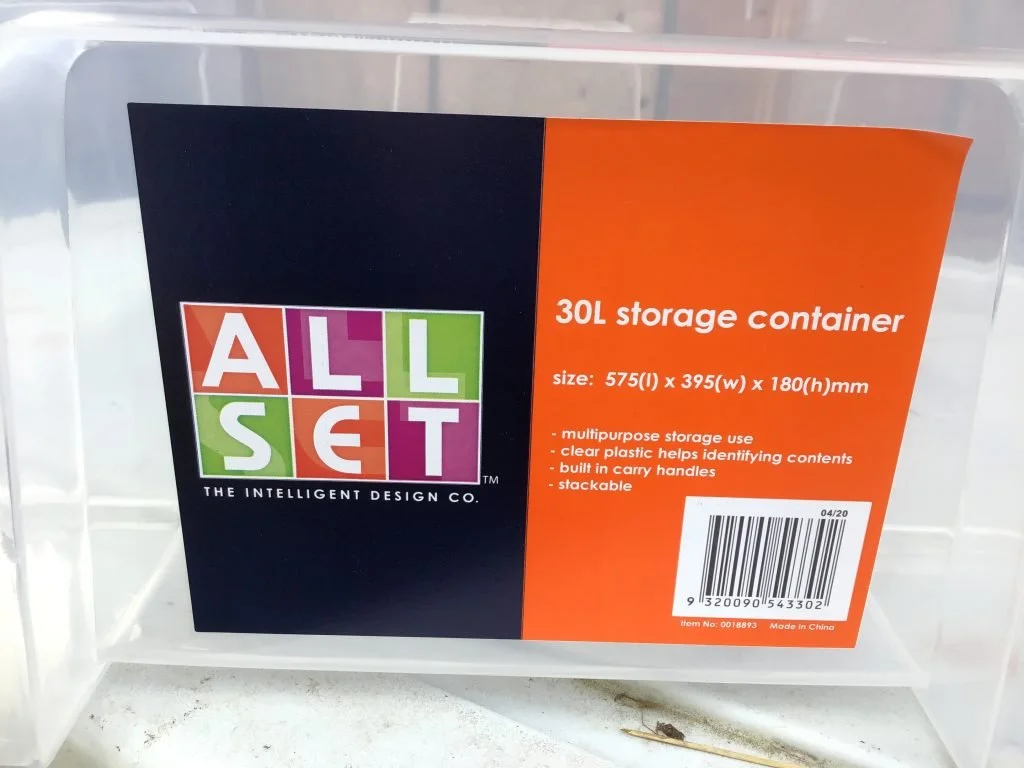 ALL
SET
TM
THE INTELLIGENT DESIGN CO.
30L storage container
size: 575(l) x 395(w) x 180(h)mm
- multipurpose storage use
- clear plastic helps identifying contents
- built in carry handles
- stackable
04/20
9 320090 543302
Item No: 0018893 Made in China